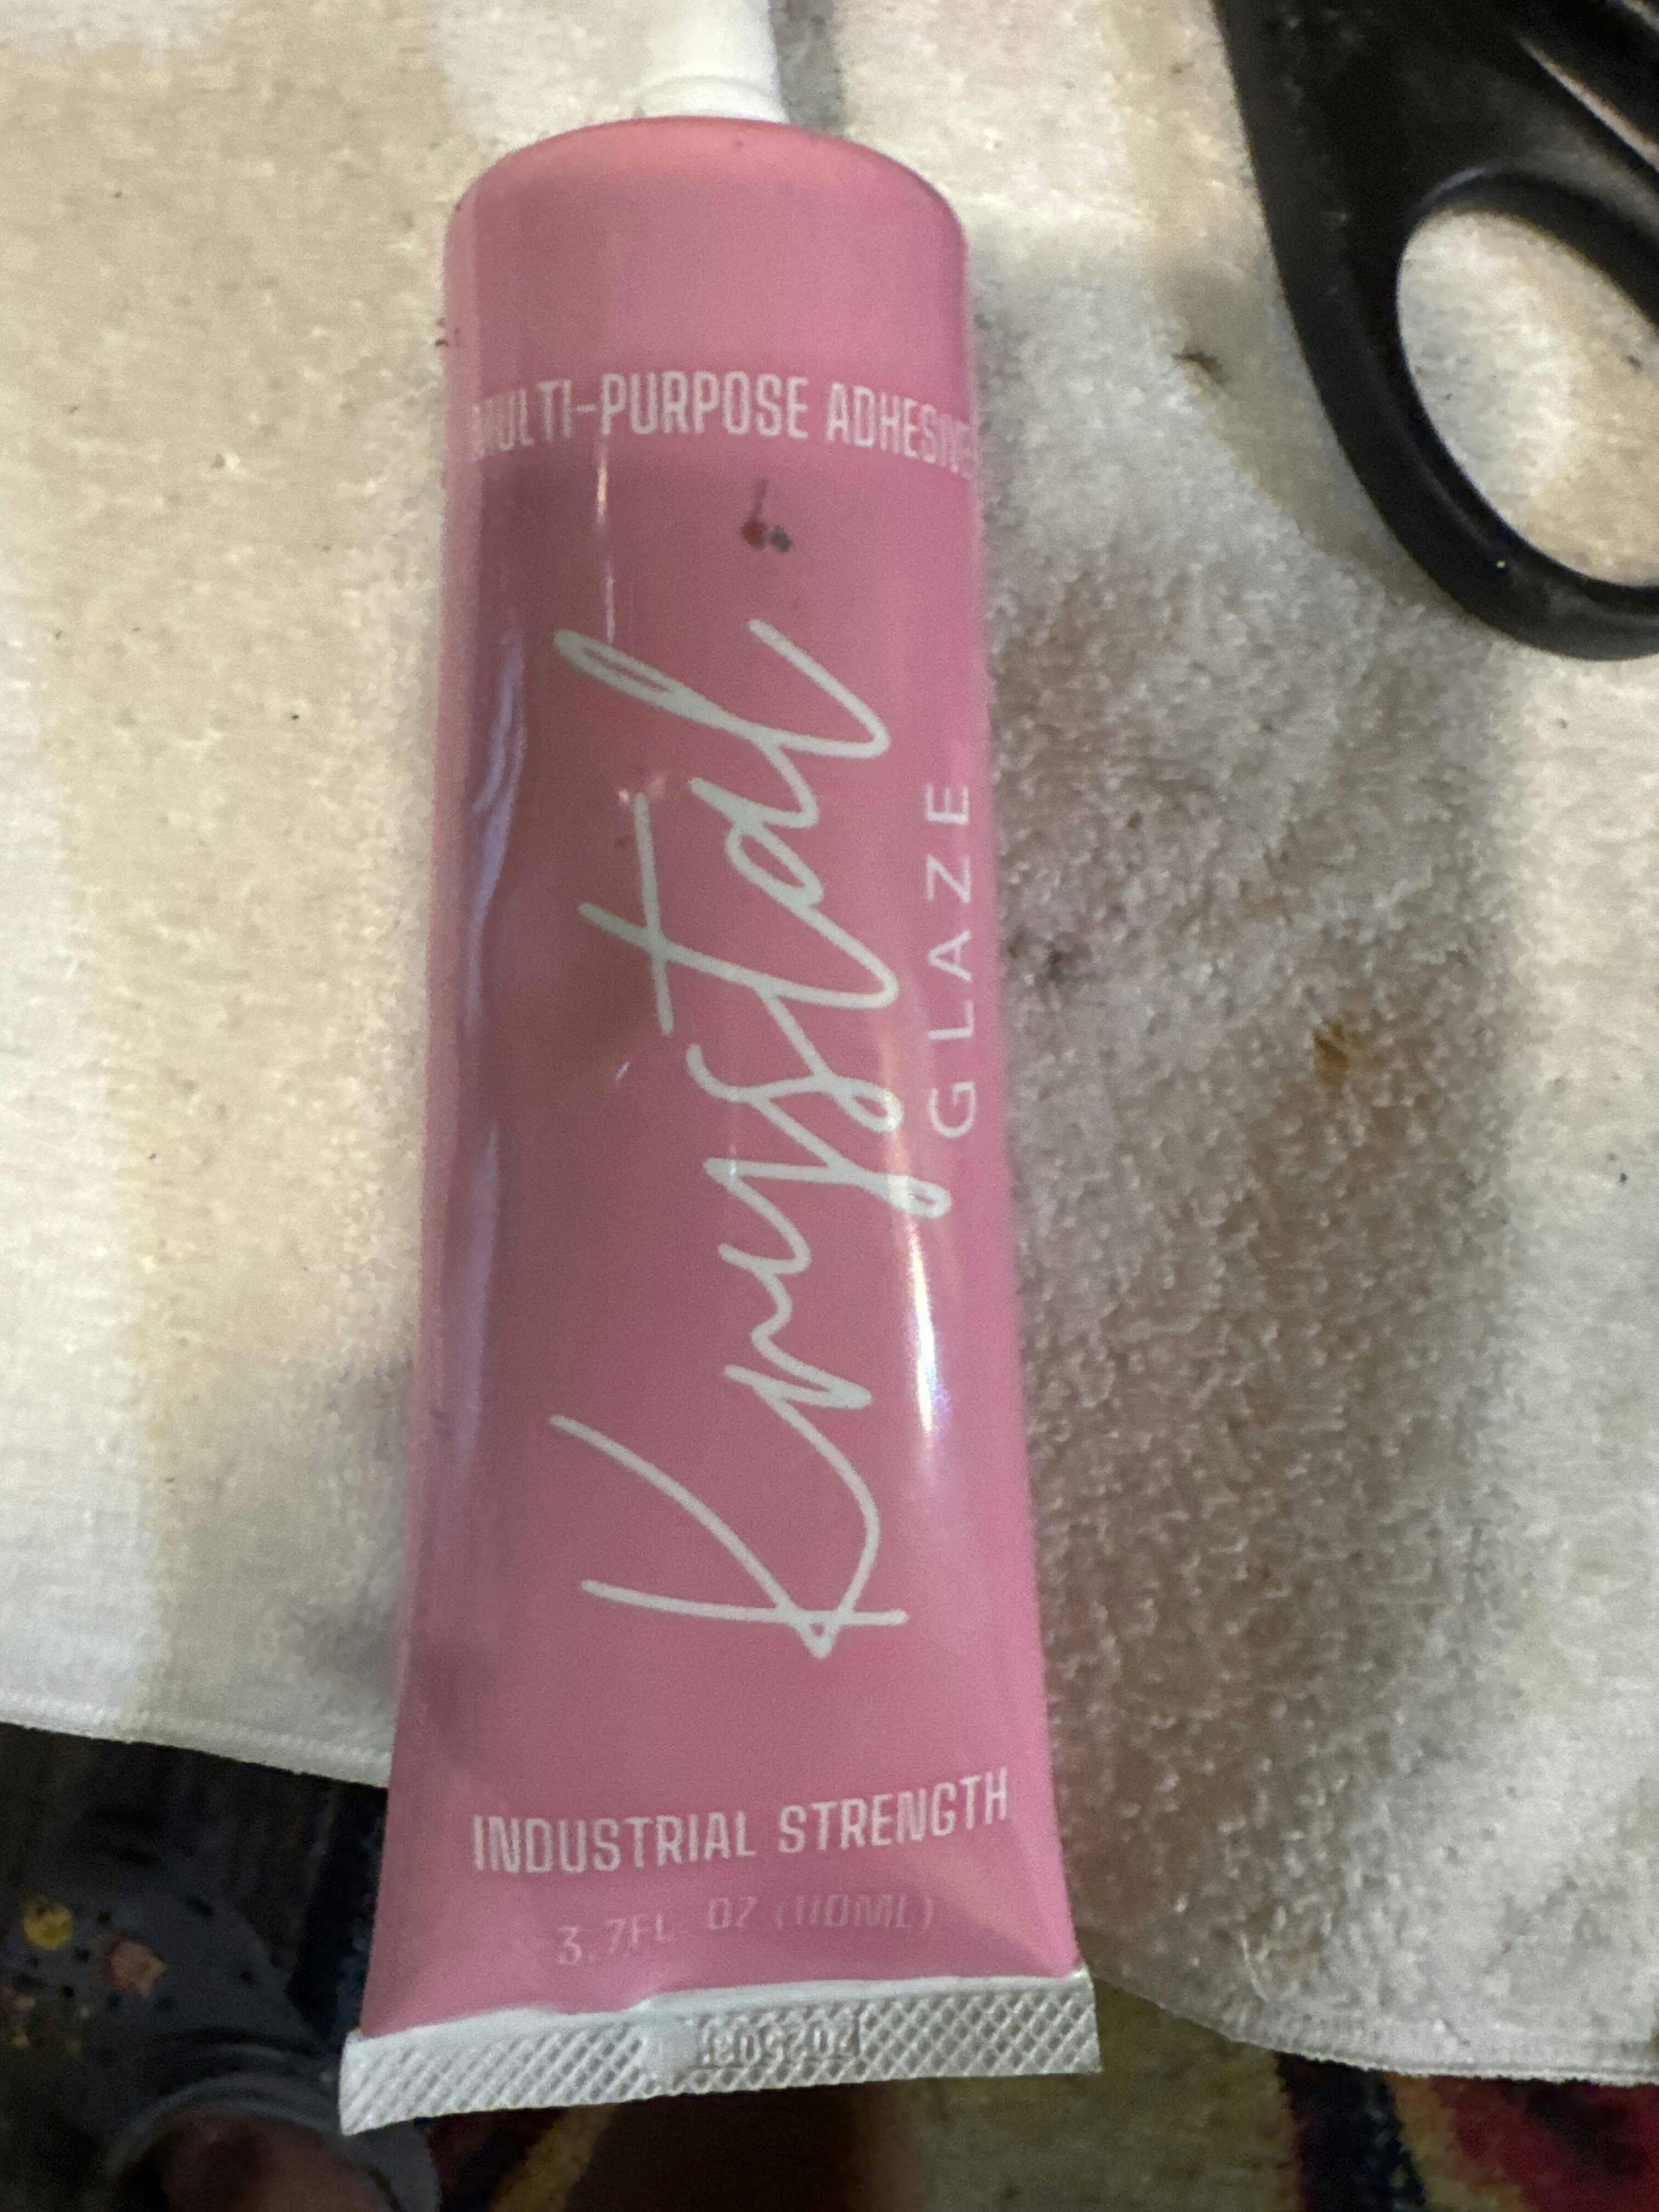 MULTI-PURPOSE ADHESIVE
Krystal
GLAZE
INDUSTRIAL STRENGTH
3.7FL. OZ (110ML)